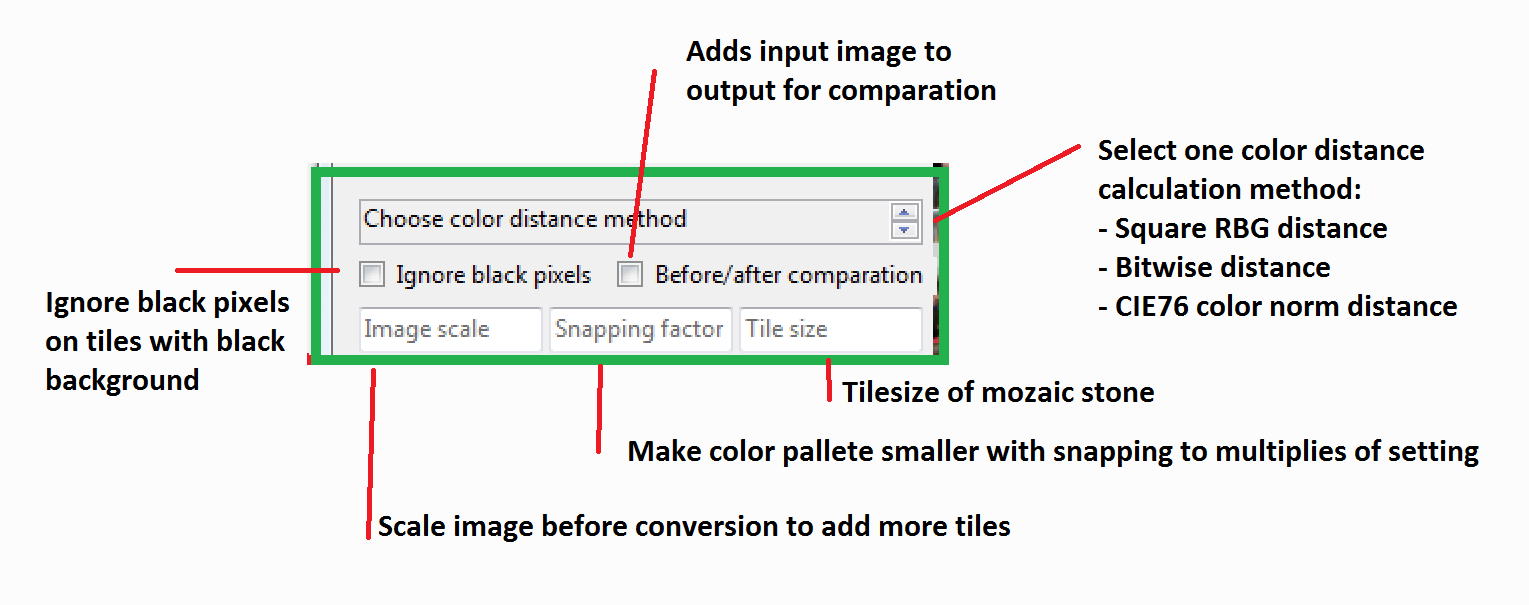 Adds input image to
output for comparation
Select one color distance
calculation method:
- Square RBG distance
- Bitwise distance
- CIE76 color norm distance
Choose color distance method
Ignore black pixels
Before/after comparation
Ignore black pixels
on tiles with black
background
Image scale
Snapping factor
Tile size
Tilesize of mozaic stone
Make color pallete smaller with snapping to multiplies of setting
Scale image before conversion to add more tiles